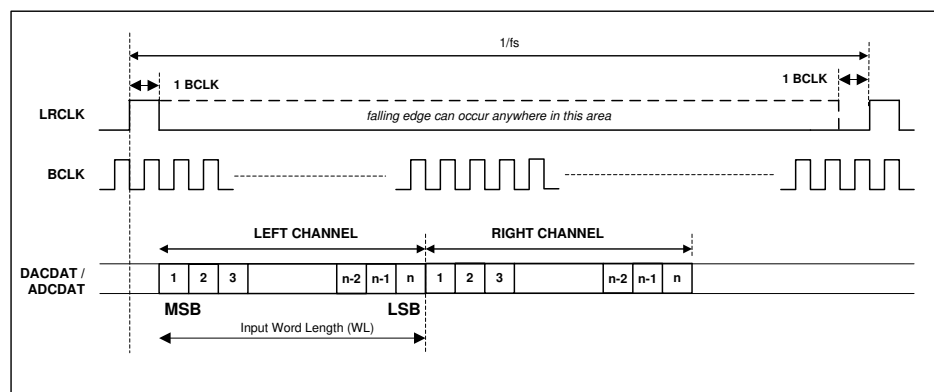 1/fs
1 BCLK
1 BCLK
LRCLK
falling edge can occur anywhere in this area
BCLK
LEFT CHANNEL
RIGHT CHANNEL
DACDAT /
ADCDAT
1 2 3 n-2 n-1 n 1 2 3 n-2 n-1 n
MSB LSB
Input Word Length (WL)